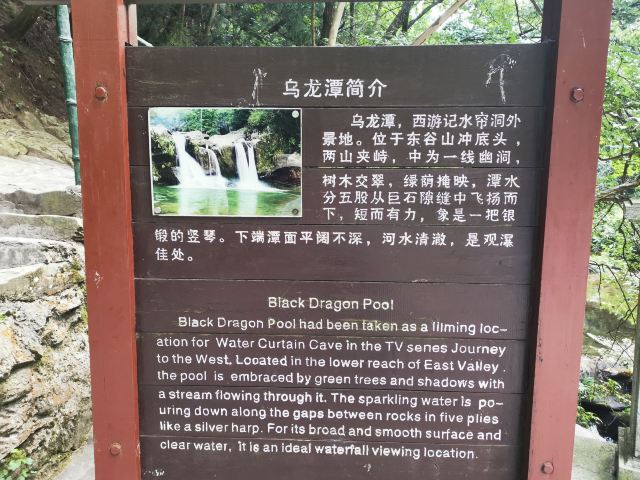 乌龙潭简介
乌龙潭，西游记水帘洞外
景地。位于东谷山冲底头，
两山夹峙，中为一线幽洞，
树木交翠，绿荫掩映，潭水
分五股从巨石隙缝中飞扬而
下，短而有力，象是一把银
锻的竖琴。下端潭面平阔不深，河水清澈，是观瀑
佳处。
Black Dragon Pool
Black Dragon Pool had been taken as a filming loc-
ation for Water Curtain Cave in the TV senes Journey
to the West. Located in the lower reach of East Valley .
the pool is embraced by green trees and shadows with
a stream flowing through it. The sparkling water is po-
uring down along the gaps between rocks in five plies
like a silver harp. For its broad and smooth surface and
clear water, it is an ideal waterfall viewing location.